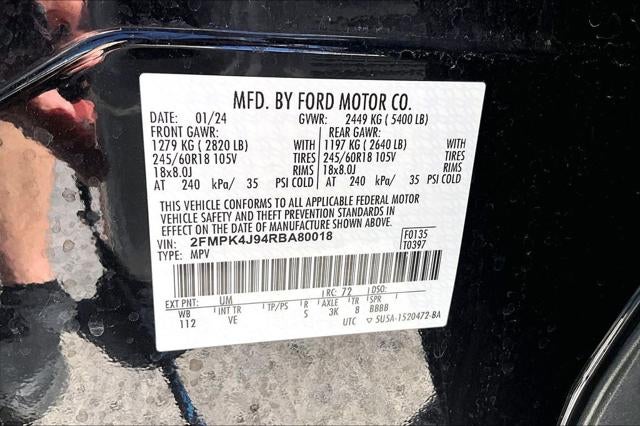 MFD. BY FORD MOTOR CO.
DATE: 01/24 GVWR: 2449 KG ( 5400 LB)
FRONT GAWR: REAR GAWR:
1279 KG ( 2820 LB) WITH 1197 KG ( 2640 LB) WITH
245/60R18 105V TIRES 245/60R18 105V TIRES
18x8.0J RIMS 18x8.0J RIMS
AT 240 kPa/ 35 PSI COLD AT 240 kPa/ 35 PSI COLD
THIS VEHICLE CONFORMS TO ALL APPLICABLE FEDERAL MOTOR
VEHICLE SAFETY AND THEFT PREVENTION STANDARDS IN
EFFECT ON THE DATE OF MANUFACTURE SHOWN ABOVE.
VIN: 2FMPK4J94RBA80018 F0135
TYPE: MPV T0397
EXT PNT: UM RC: 72 DSO:
WB INT TR TP/PS R AXLE TR SPR
112 VE S 3K 8 BBBB
UTC ▽ 5U5A-1520472-BA